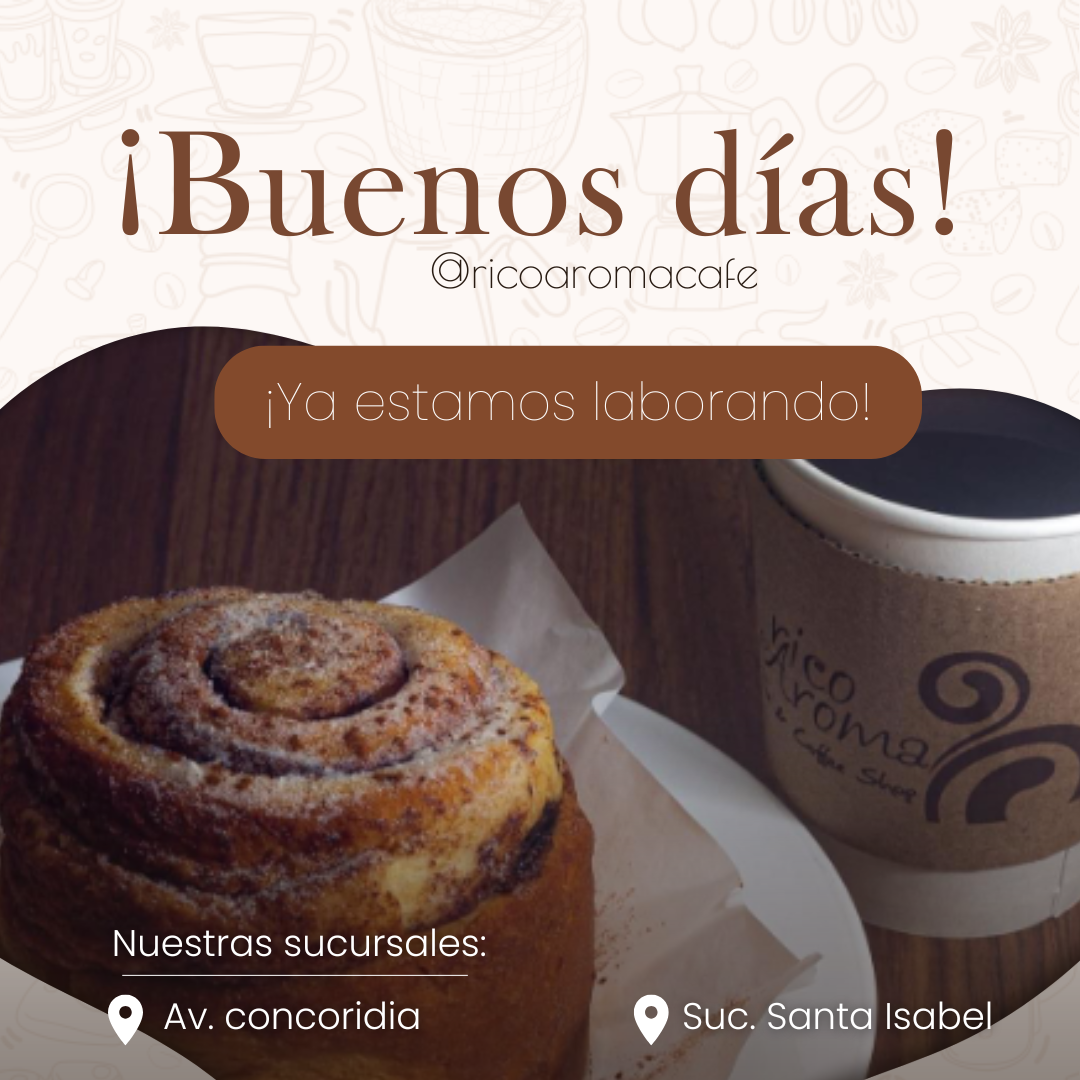 ¡Buenos días!
@ricoaromacafe
¡Ya estamos laborando!
rico
Aroma
& Coffee Shop
Nuestras sucursales:
Av. concoridia
Suc. Santa Isabel